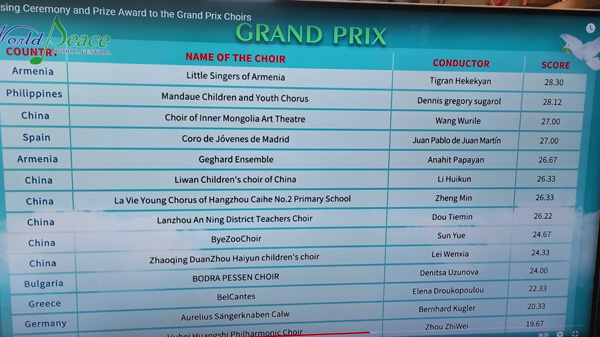 sing Ceremony and Prize Award to the Grand Prix Choirs
World Peace
CHORAL FESTIVAL
GRAND PRIX
COUNTRY NAME OF THE CHOIR CONDUCTOR SCORE
Armenia Little Singers of Armenia Tigran Hekekyan 28.30
Philippines Mandaue Children and Youth Chorus Dennis gregory sugarol 28.12
China Choir of Inner Mongolia Art Theatre Wang Wurile 27.00
Spain Coro de Jóvenes de Madrid Juan Pablo de Juan Martín 27.00
Armenia Geghard Ensemble Anahit Papayan 26.67
China Liwan Children's choir of China Li Huikun 26.33
China La Vie Young Chorus of Hangzhou Caihe No.2 Primary School Zheng Min 26.33
China Lanzhou An Ning District Teachers Choir Dou Tiemin 26.22
China ByeZooChoir Sun Yue 24.67
China Zhaoqing DuanZhou Haiyun children's choir Lei Wenxia 24.33
Bulgaria BODRA PESSEN CHOIR Denitsa Uzunova 24.00
Greece BelCantes Elena Droukopoulou 22.33
Germany Aurelius Sängerknaben Calw Bernhard Kugler 20.33
Hubei Huangshi Philharmonic Choir Zhou ZhiWei 19.67